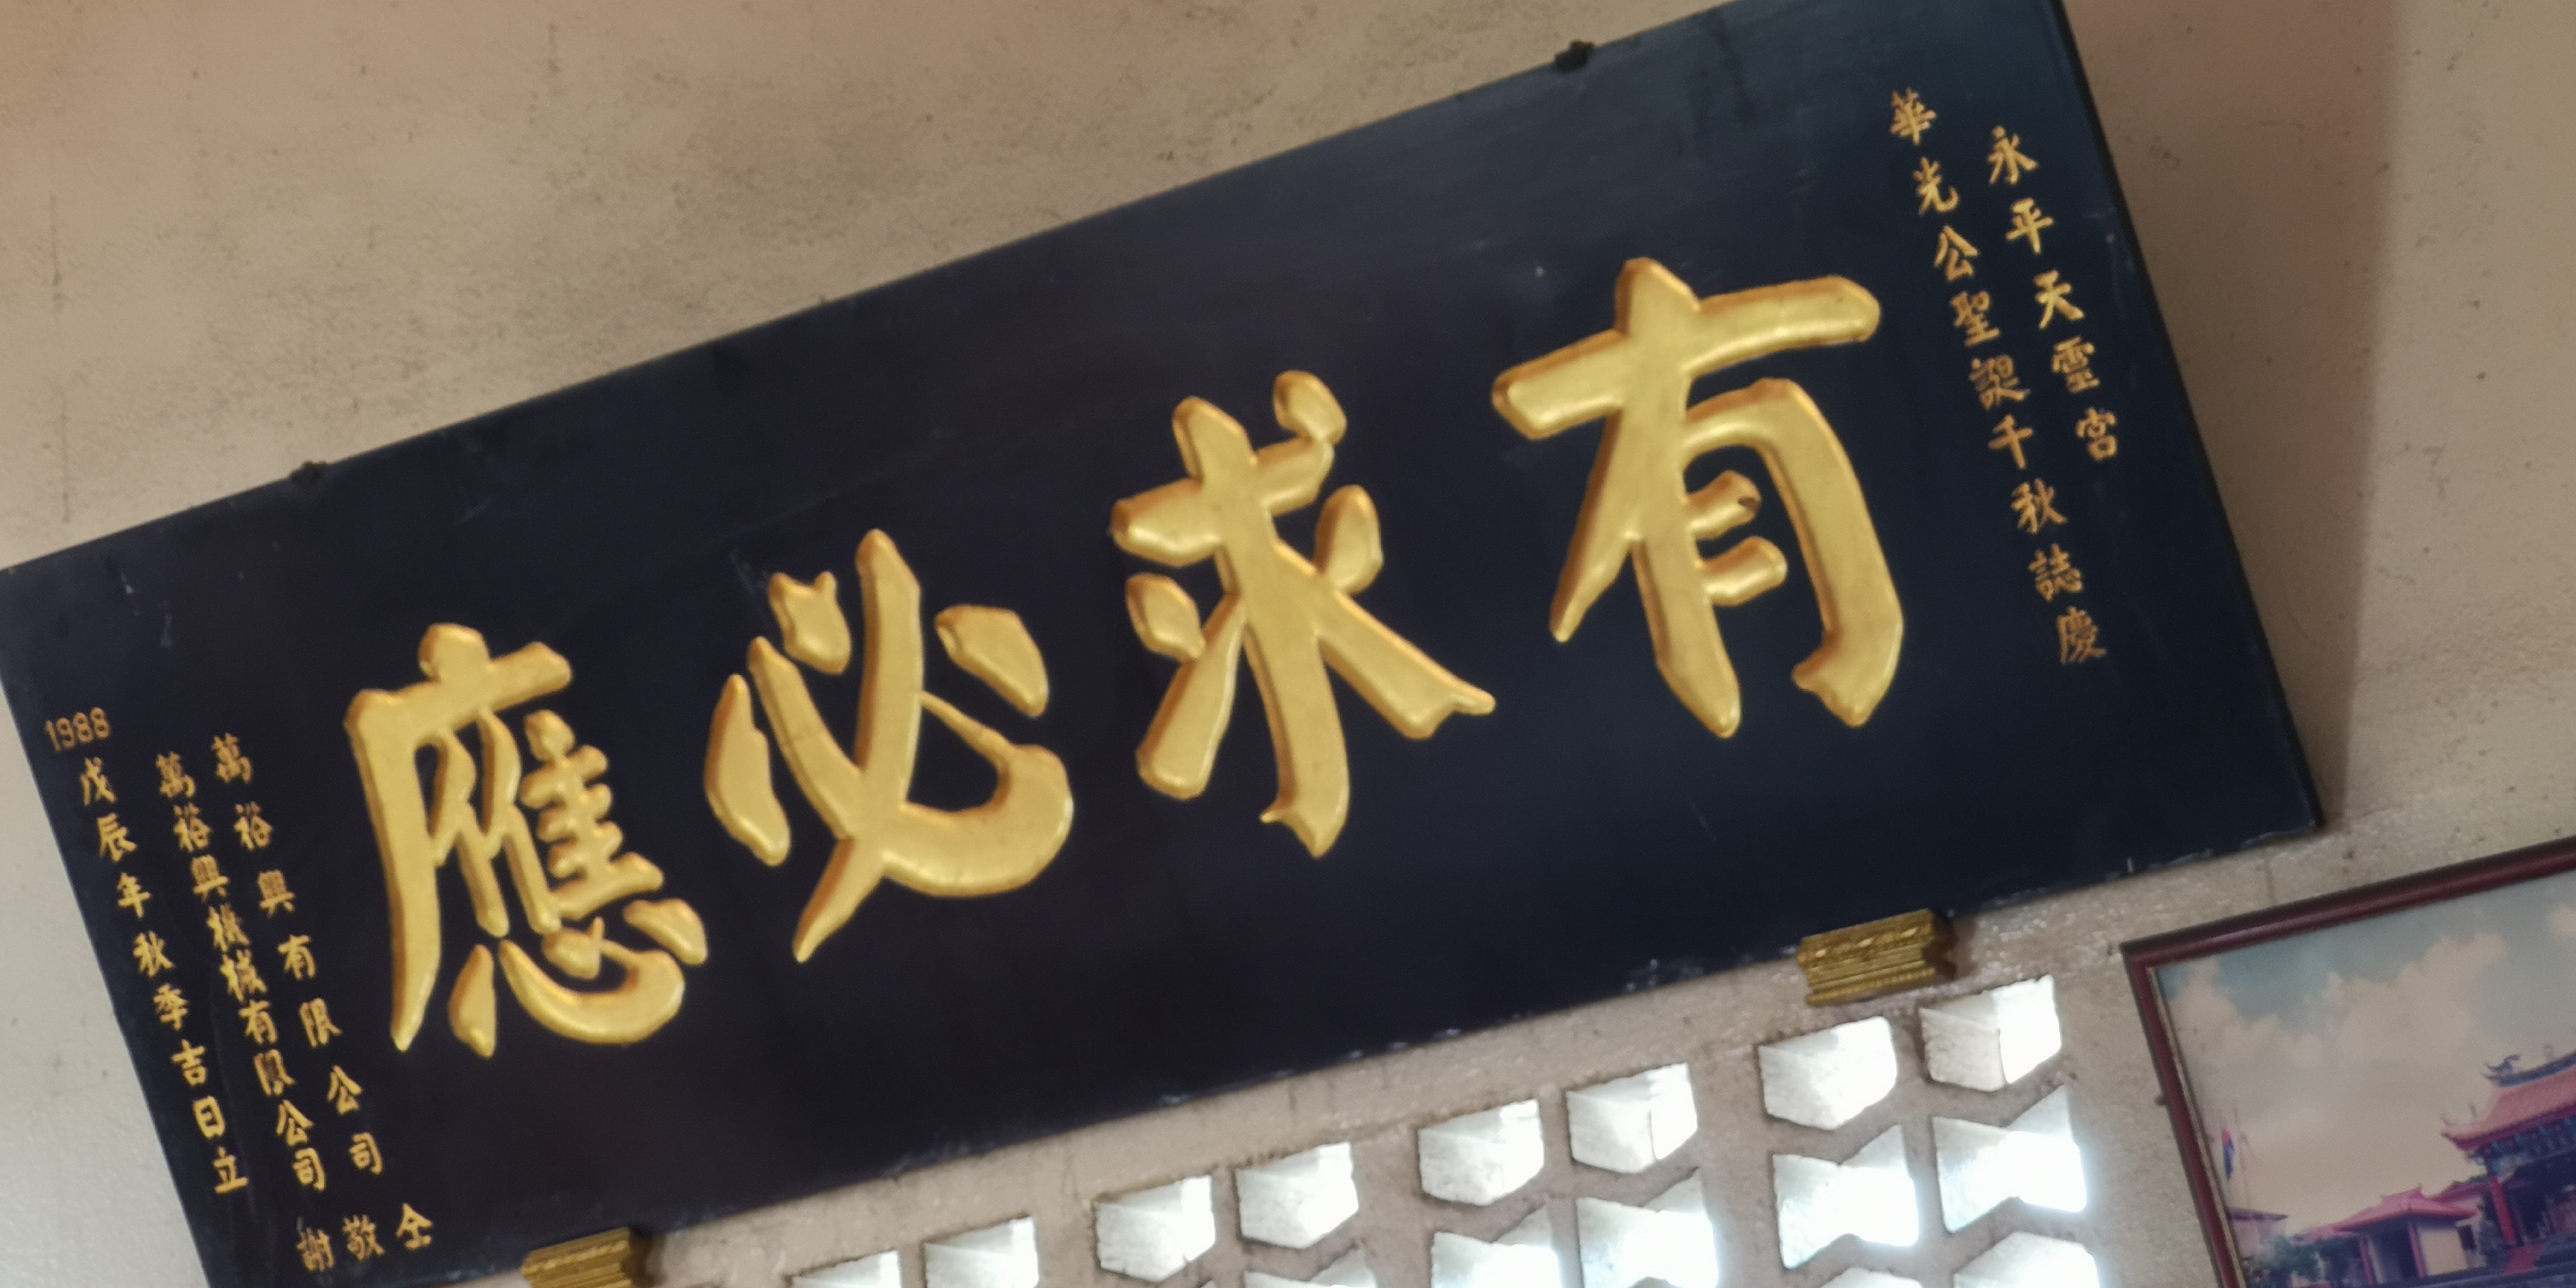 永平天靈宮
華光公聖誕千秋誌慶
有求必應
萬裕興有限公司
萬裕興機械有限公司
仝敬謝
1988
戊辰年秋季吉日立